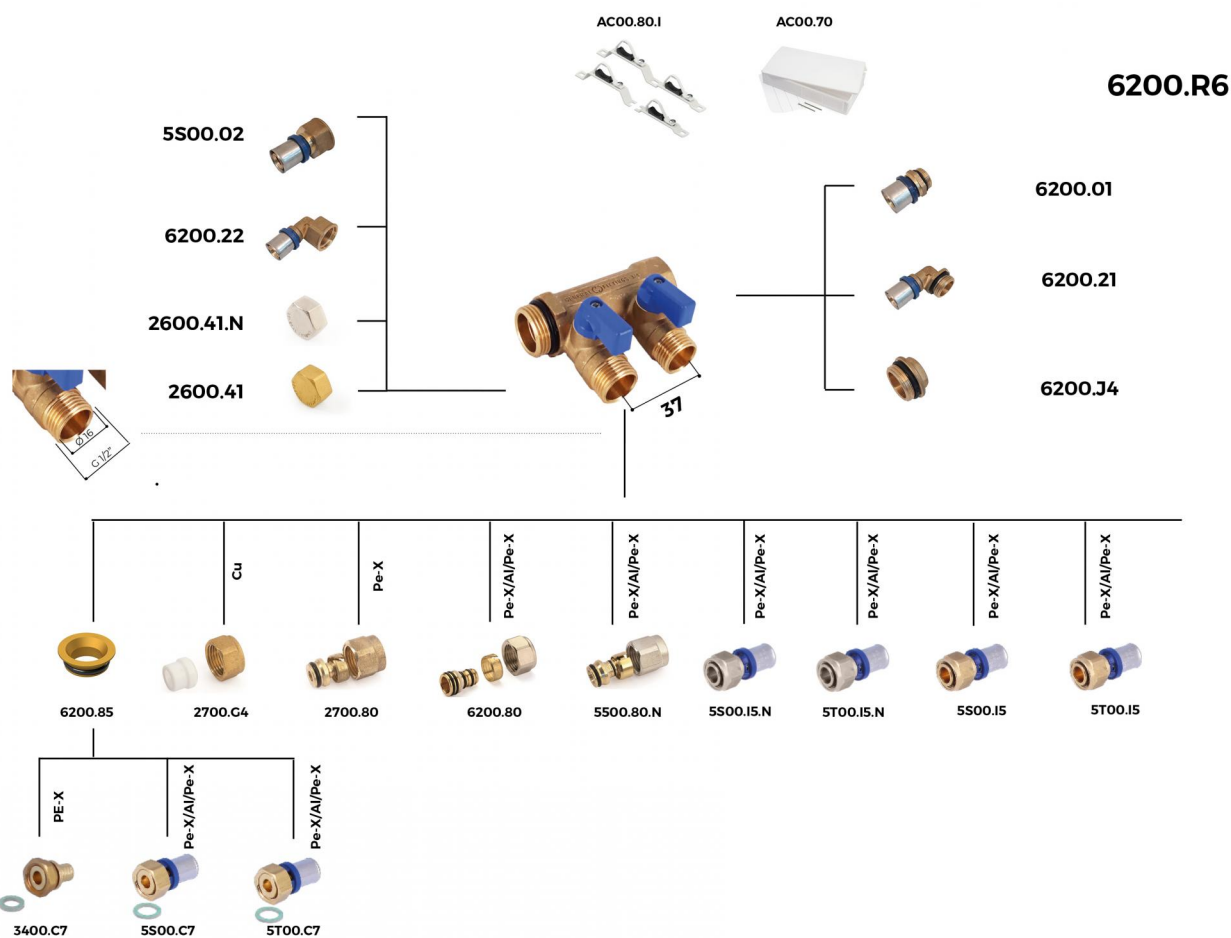 AC00.80.I
AC00.70
6200.R6
5S00.02
6200.22
2600.41.N
2600.41
6200.01
6200.21
6200.J4
37
Ø 16
G 1/2"
Cu
Pe-X
Pe-X/Al/Pe-X
Pe-X/Al/Pe-X
Pe-X/Al/Pe-X
Pe-X/Al/Pe-X
Pe-X/Al/Pe-X
Pe-X/Al/Pe-X
6200.85
2700.G4
2700.80
6200.80
5500.80.N
5S00.I5.N
5T00.I5.N
5S00.I5
5T00.I5
PE-X
Pe-X/Al/Pe-X
Pe-X/Al/Pe-X
3400.C7
5S00.C7
5T00.C7